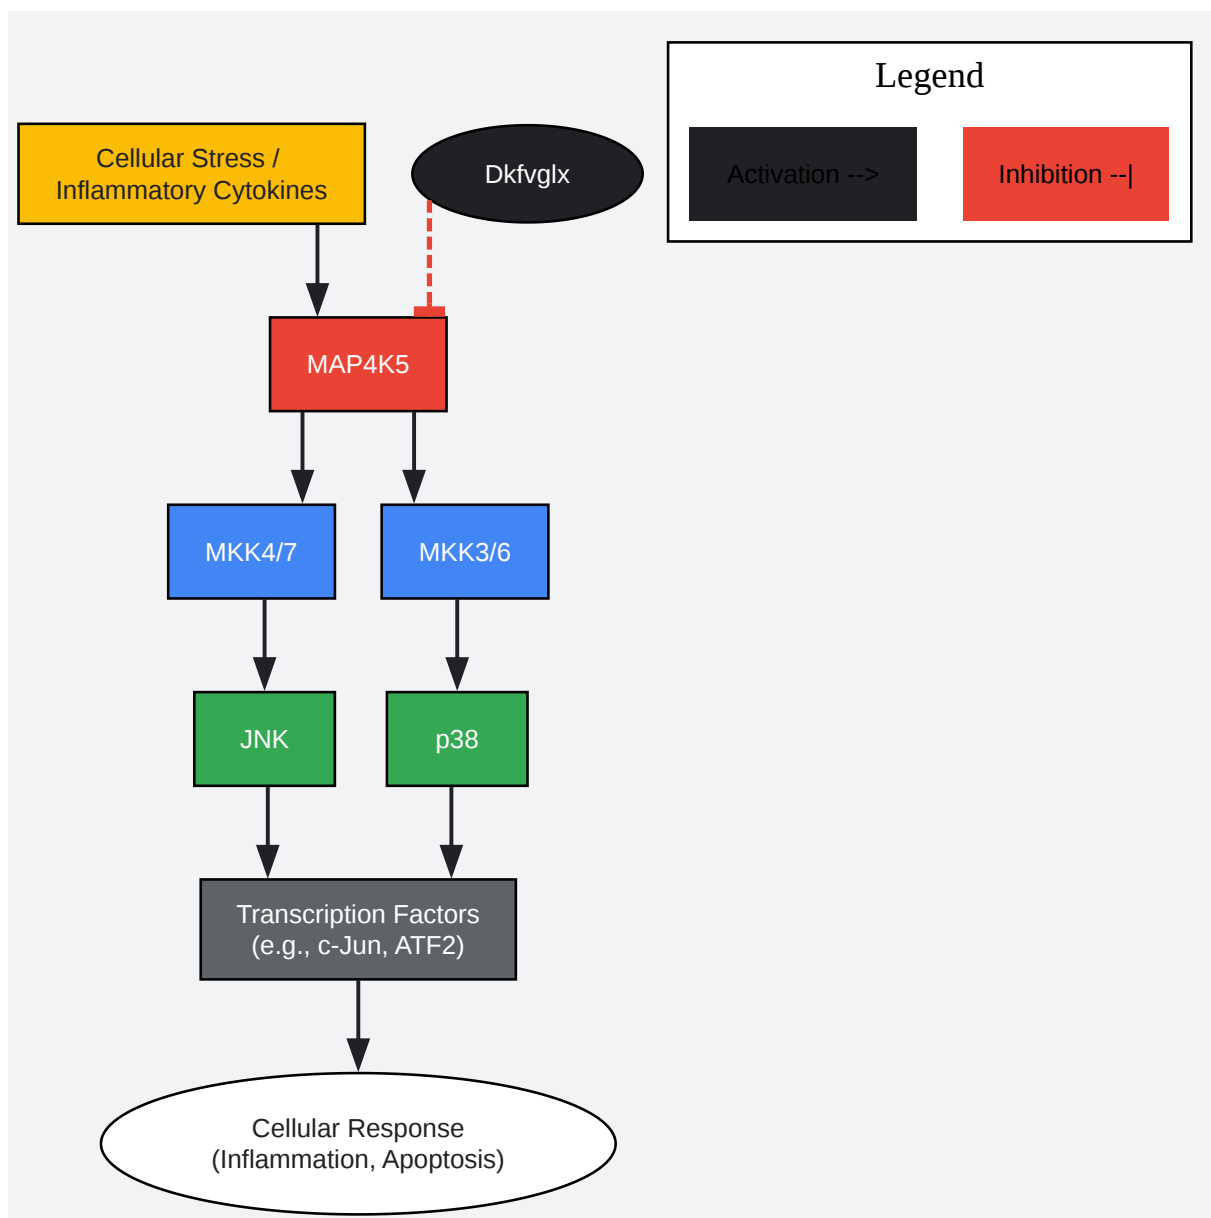 Legend
Cellular Stress /
Inflammatory Cytokines
Dkfvglx
Activation -->
Inhibition --|
MAP4K5
MKK4/7
MKK3/6
JNK
p38
Transcription Factors
(e.g., c-Jun, ATF2)
Cellular Response
(Inflammation, Apoptosis)